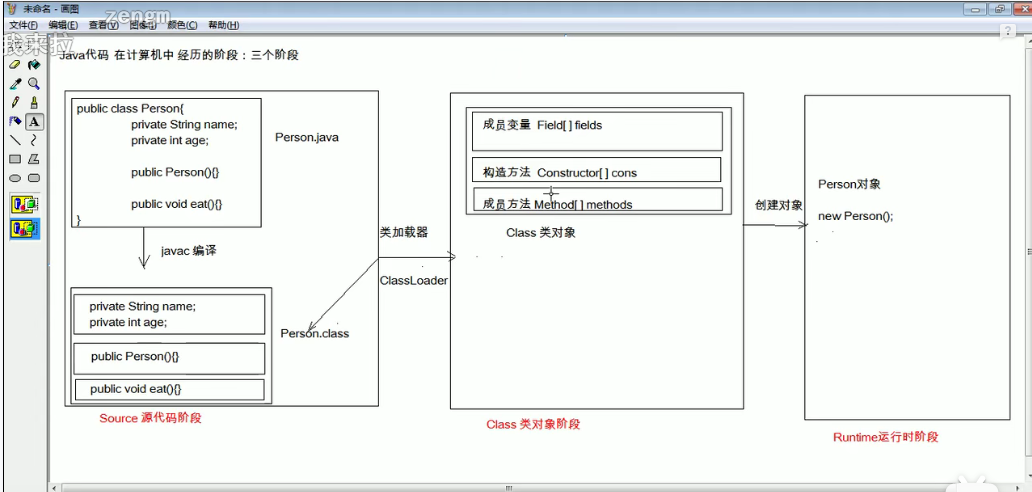 未命名 - 画图
zengm
文件(F) 编辑(E) 查看(V) 图像(I) 颜色(C) 帮助(H)
我来拉
Java代码 在计算机中 经历的阶段：三个阶段
public class Person{
private String name;
private int age;
public Person(){}
public void eat(){}
}
Person.java
javac 编译
private String name;
private int age;
public Person(){}
public void eat(){}
Person.class
Source 源代码阶段
类加载器
ClassLoader
成员变量 Field[ ] fields
构造方法 Constructor[ ] cons
成员方法 Method[ ] methods
Class 类对象
Class 类对象阶段
创建对象
Person对象
new Person();
Runtime运行时阶段